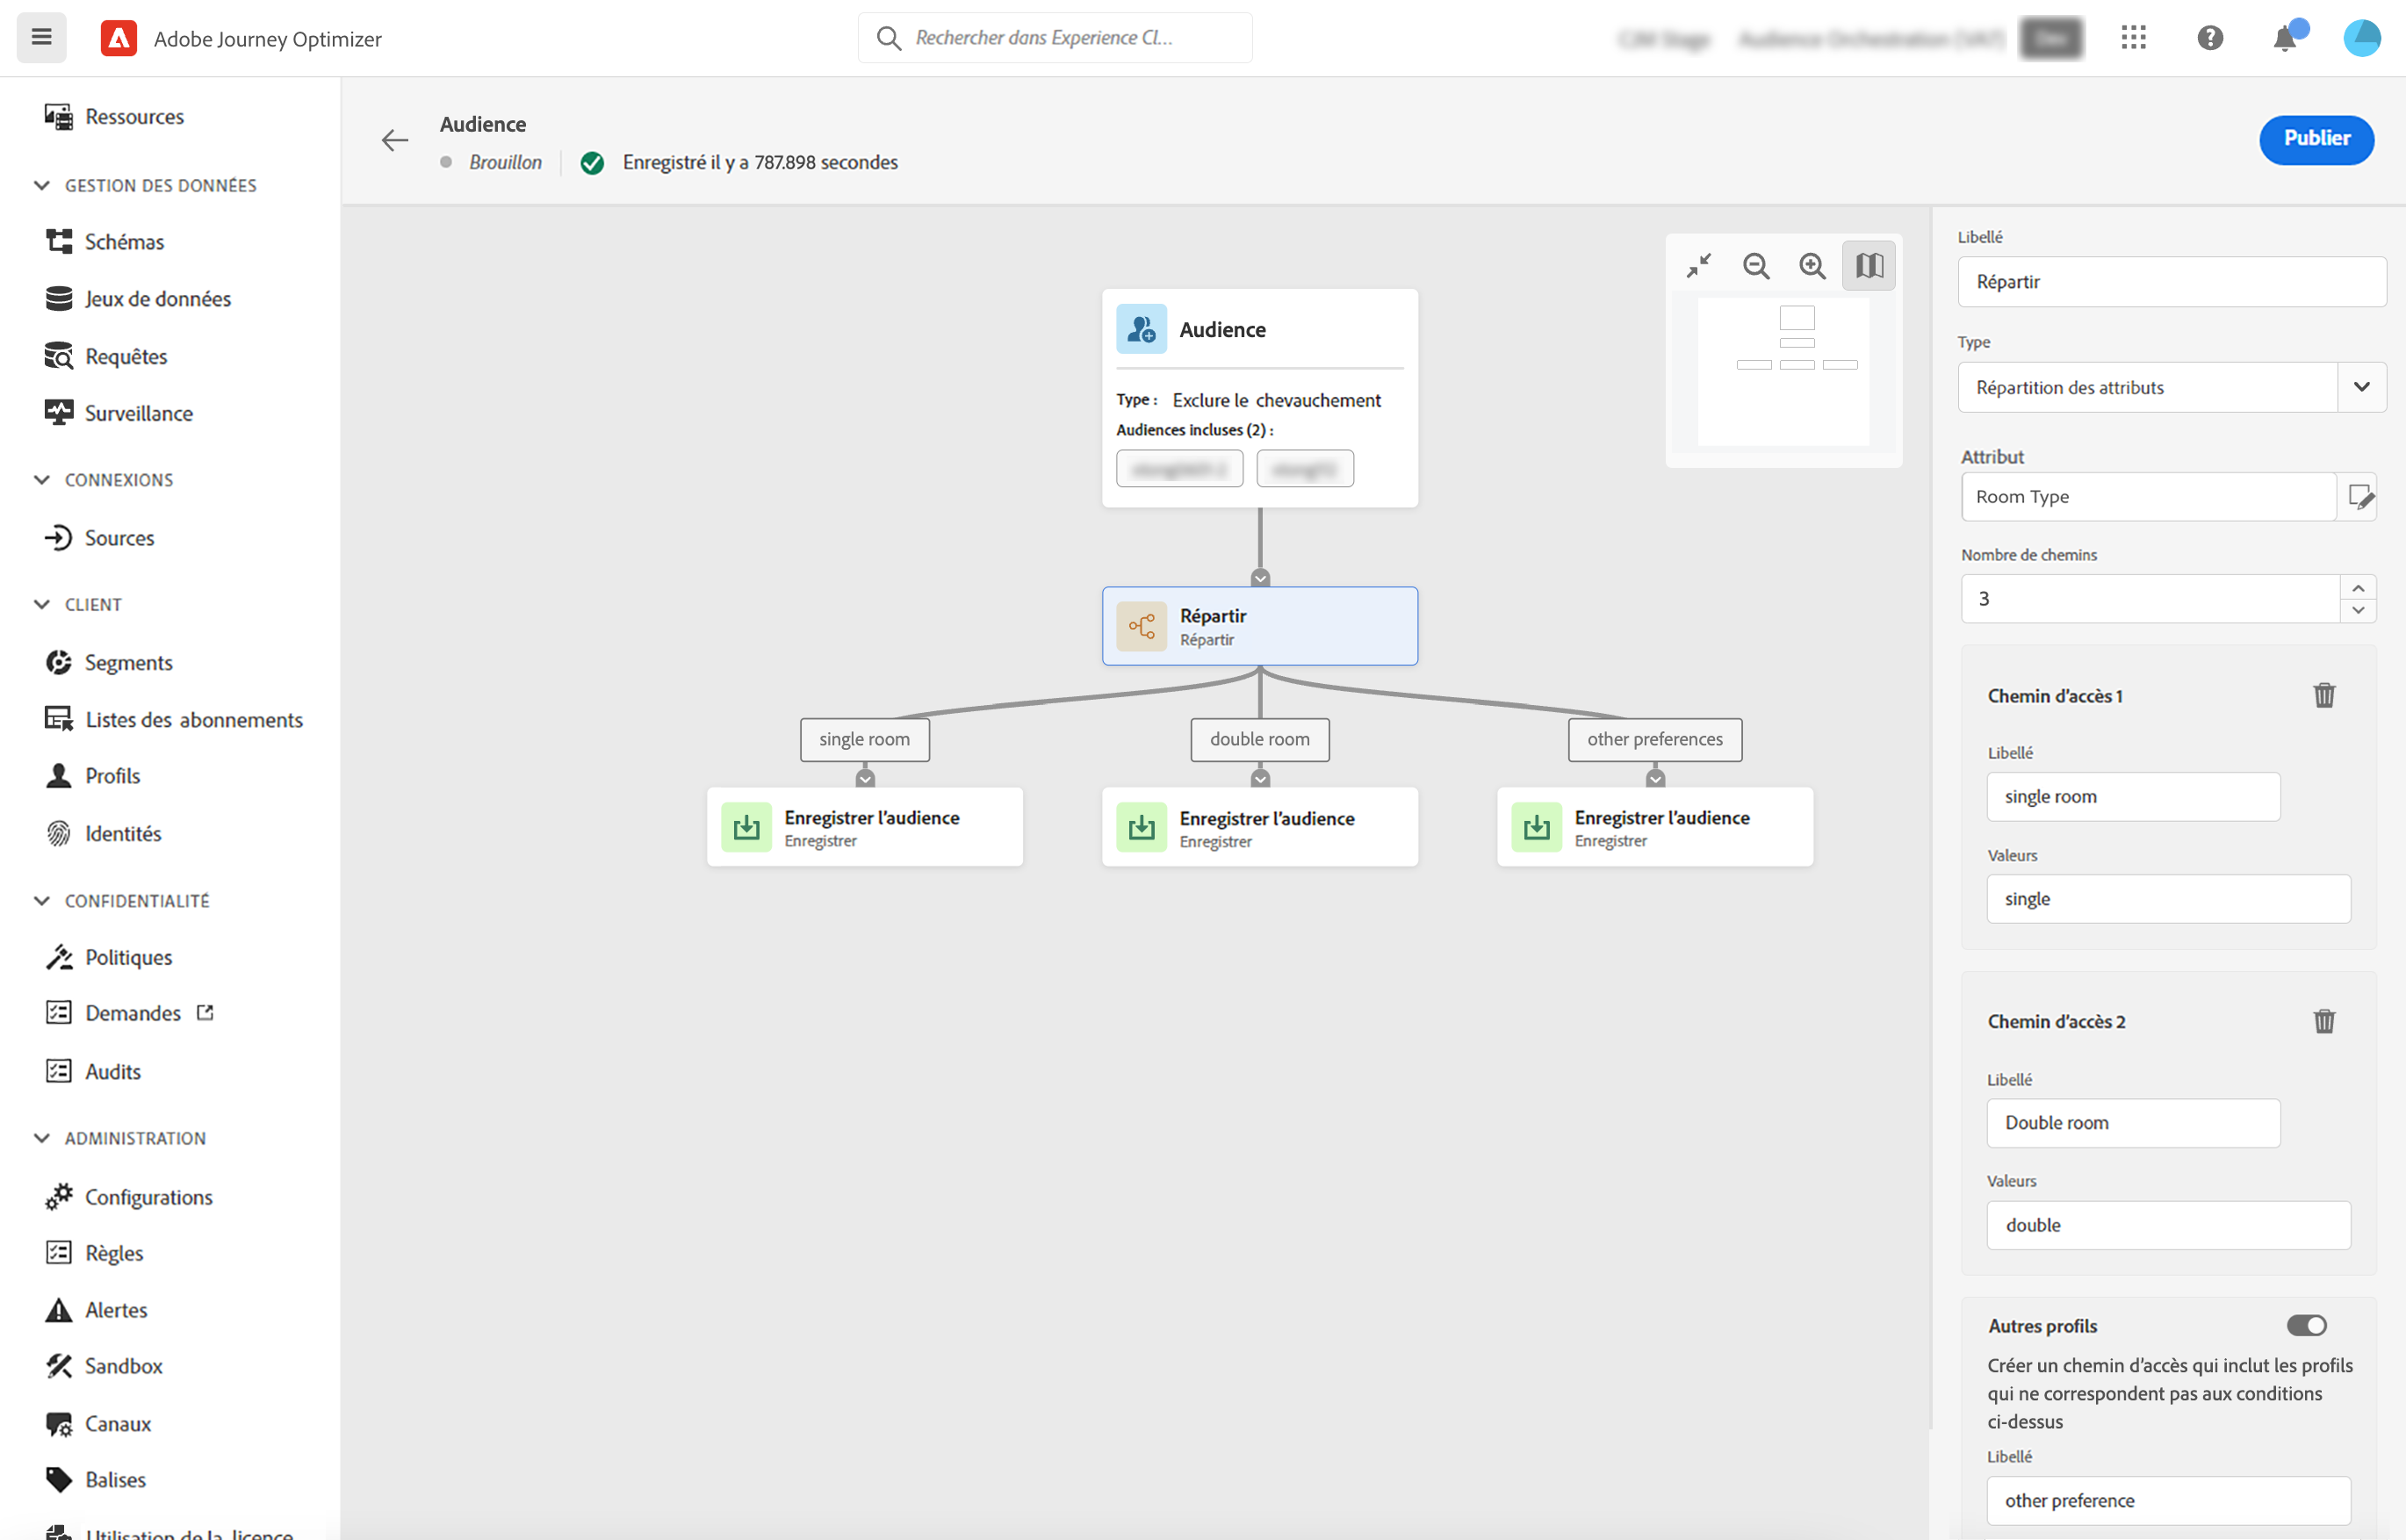 Adobe Journey Optimizer
Rechercher dans Experience Cl...
Ressources
GESTION DES DONNÉES
Schémas
Jeux de données
Requêtes
Surveillance
CONNEXIONS
Sources
CLIENT
Segments
Listes des abonnements
Profils
Identités
CONFIDENTIALITÉ
Politiques
Demandes
Audits
ADMINISTRATION
Configurations
Règles
Alertes
Sandbox
Canaux
Balises
Utilisation de la licence
Audience
Brouillon
Enregistré il y a 787.898 secondes
Publier
Audience
Type : Exclure le chevauchement
Audiences incluses (2) :
Répartir
Répartir
single room
double room
other preferences
Enregistrer l’audience
Enregistrer
Enregistrer l’audience
Enregistrer
Enregistrer l’audience
Enregistrer
Libellé
Répartir
Type
Répartition des attributs
Attribut
Room Type
Nombre de chemins
3
Chemin d’accès 1
Libellé
single room
Valeurs
single
Chemin d’accès 2
Libellé
Double room
Valeurs
double
Autres profils
Créer un chemin d’accès qui inclut les profils
qui ne correspondent pas aux conditions
ci-dessus
Libellé
other preference